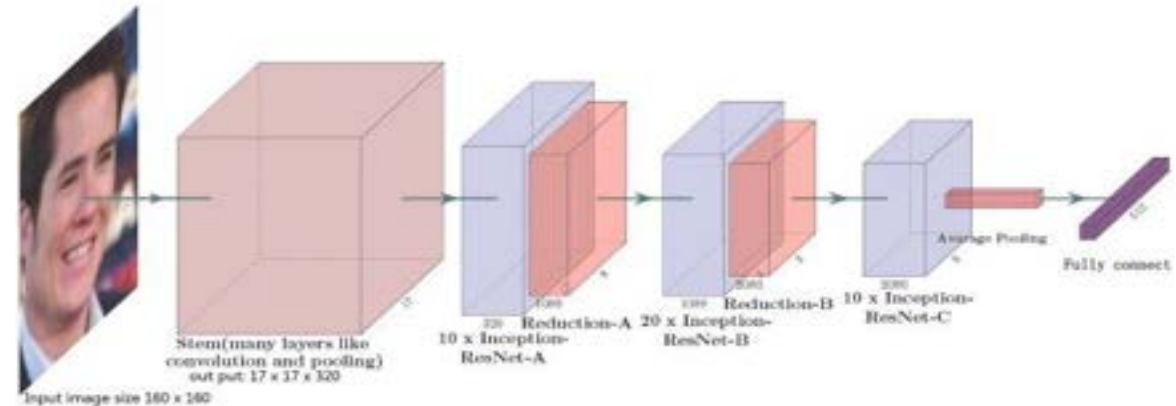 Stem(many layers like
convolution and pooling)
out put: 17 x 17 x 320
Input image size 160 x 160
320
10 x Inception-
ResNet-A
Reduction-A
20 x Inception-
ResNet-B
Reduction-B
10 x Inception-
ResNet-C
Average Pooling
512
Fully connect